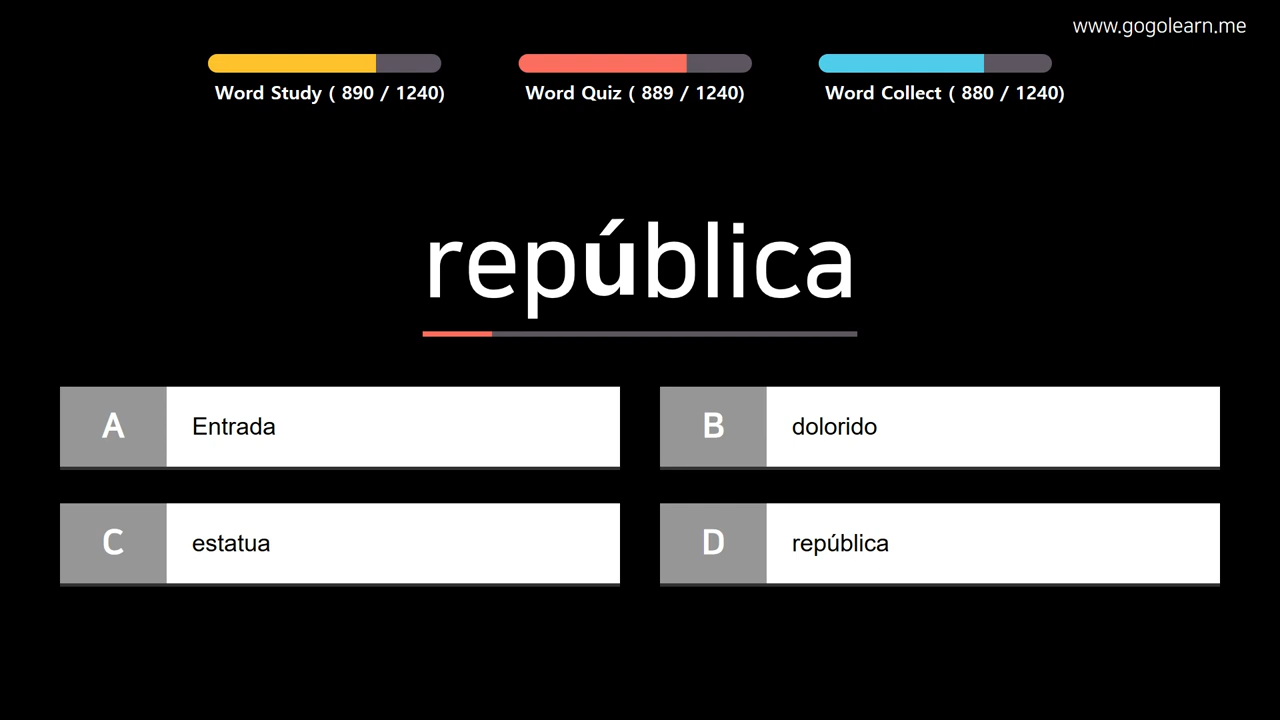 www.gogolearn.me
Word Study ( 890 / 1240)
Word Quiz ( 889 / 1240)
Word Collect ( 880 / 1240)
república
A Entrada
B dolorido
C estatua
D república